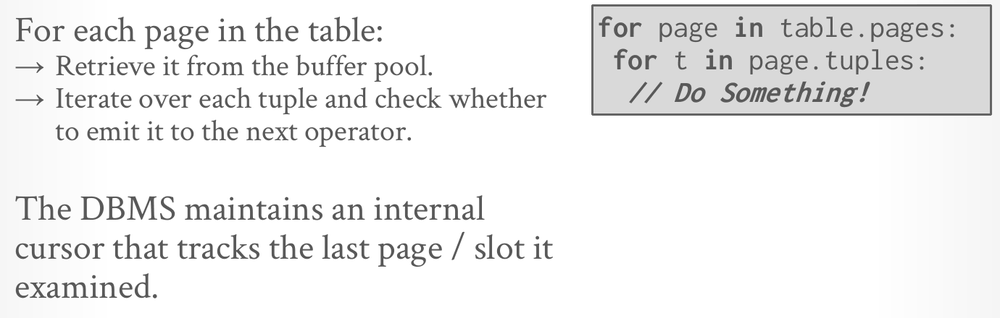 For each page in the table:
→ Retrieve it from the buffer pool.
→ Iterate over each tuple and check whether
to emit it to the next operator.
The DBMS maintains an internal
cursor that tracks the last page / slot it
examined.
for page in table.pages:
for t in page.tuples:
// Do Something!